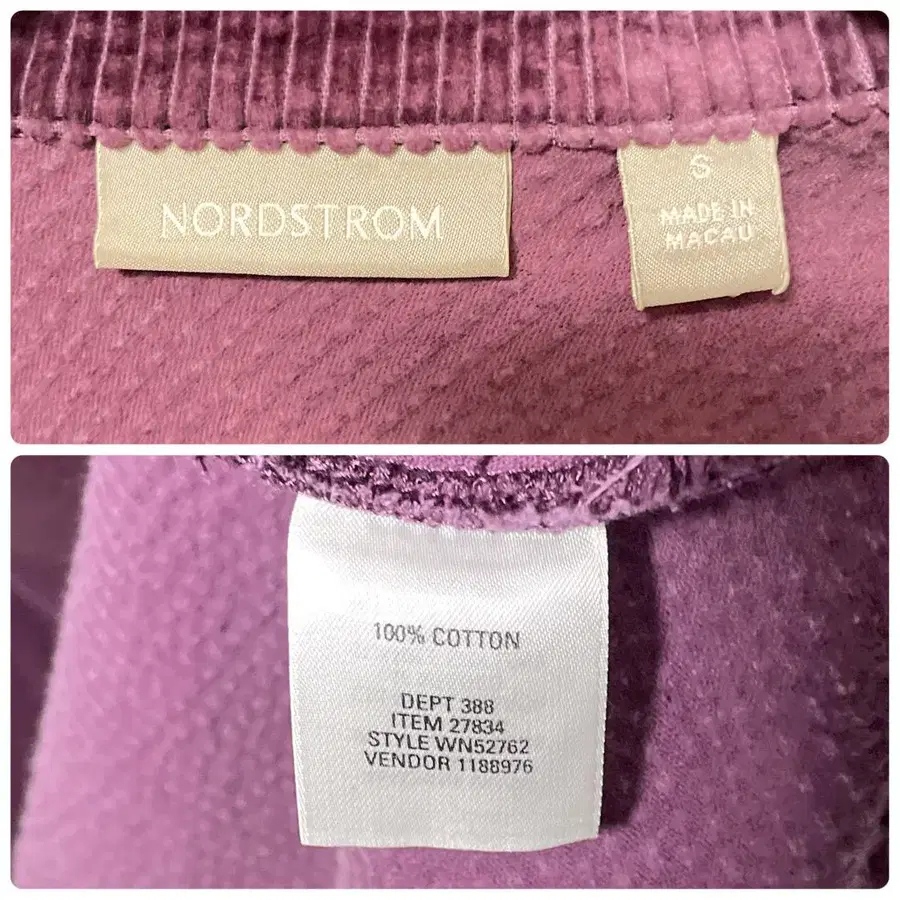 NORDSTROM
S
MADE IN
MACAU
100% COTTON
DEPT 388
ITEM 27834
STYLE WN52762
VENDOR 1188976